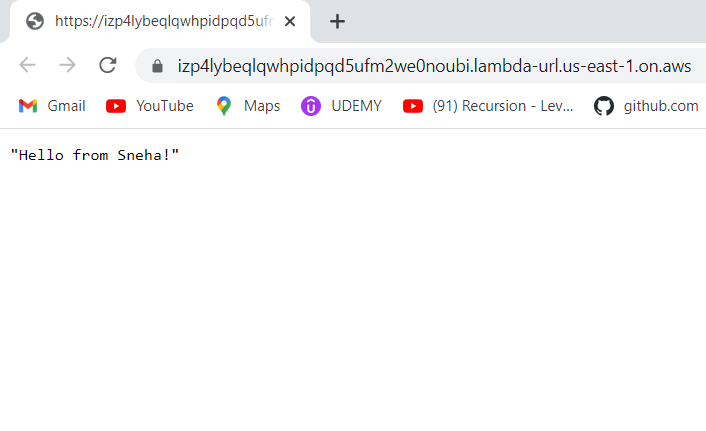 https://izp4lybeqlqwhpidpqd5ufm
izp4lybeqlqwhpidpqd5ufm2we0noubi.lambda-url.us-east-1.on.aws
Gmail YouTube Maps UDEMY (91) Recursion - Lev... github.com
"Hello from Sneha!"